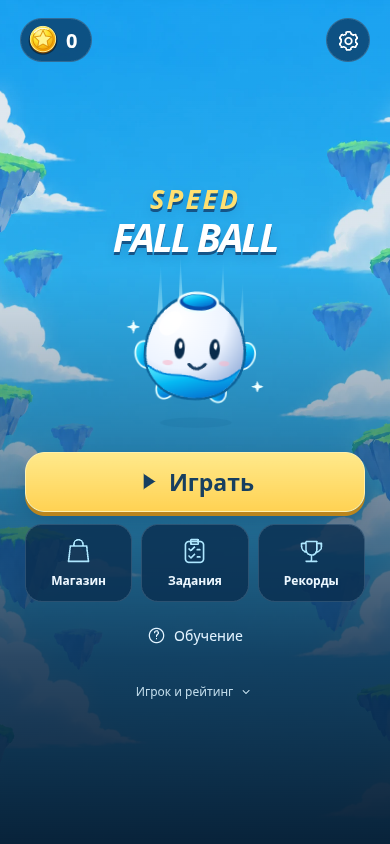 0
SPEED
FALL BALL
Играть
Магазин
Задания
Рекорды
Обучение
Игрок и рейтинг